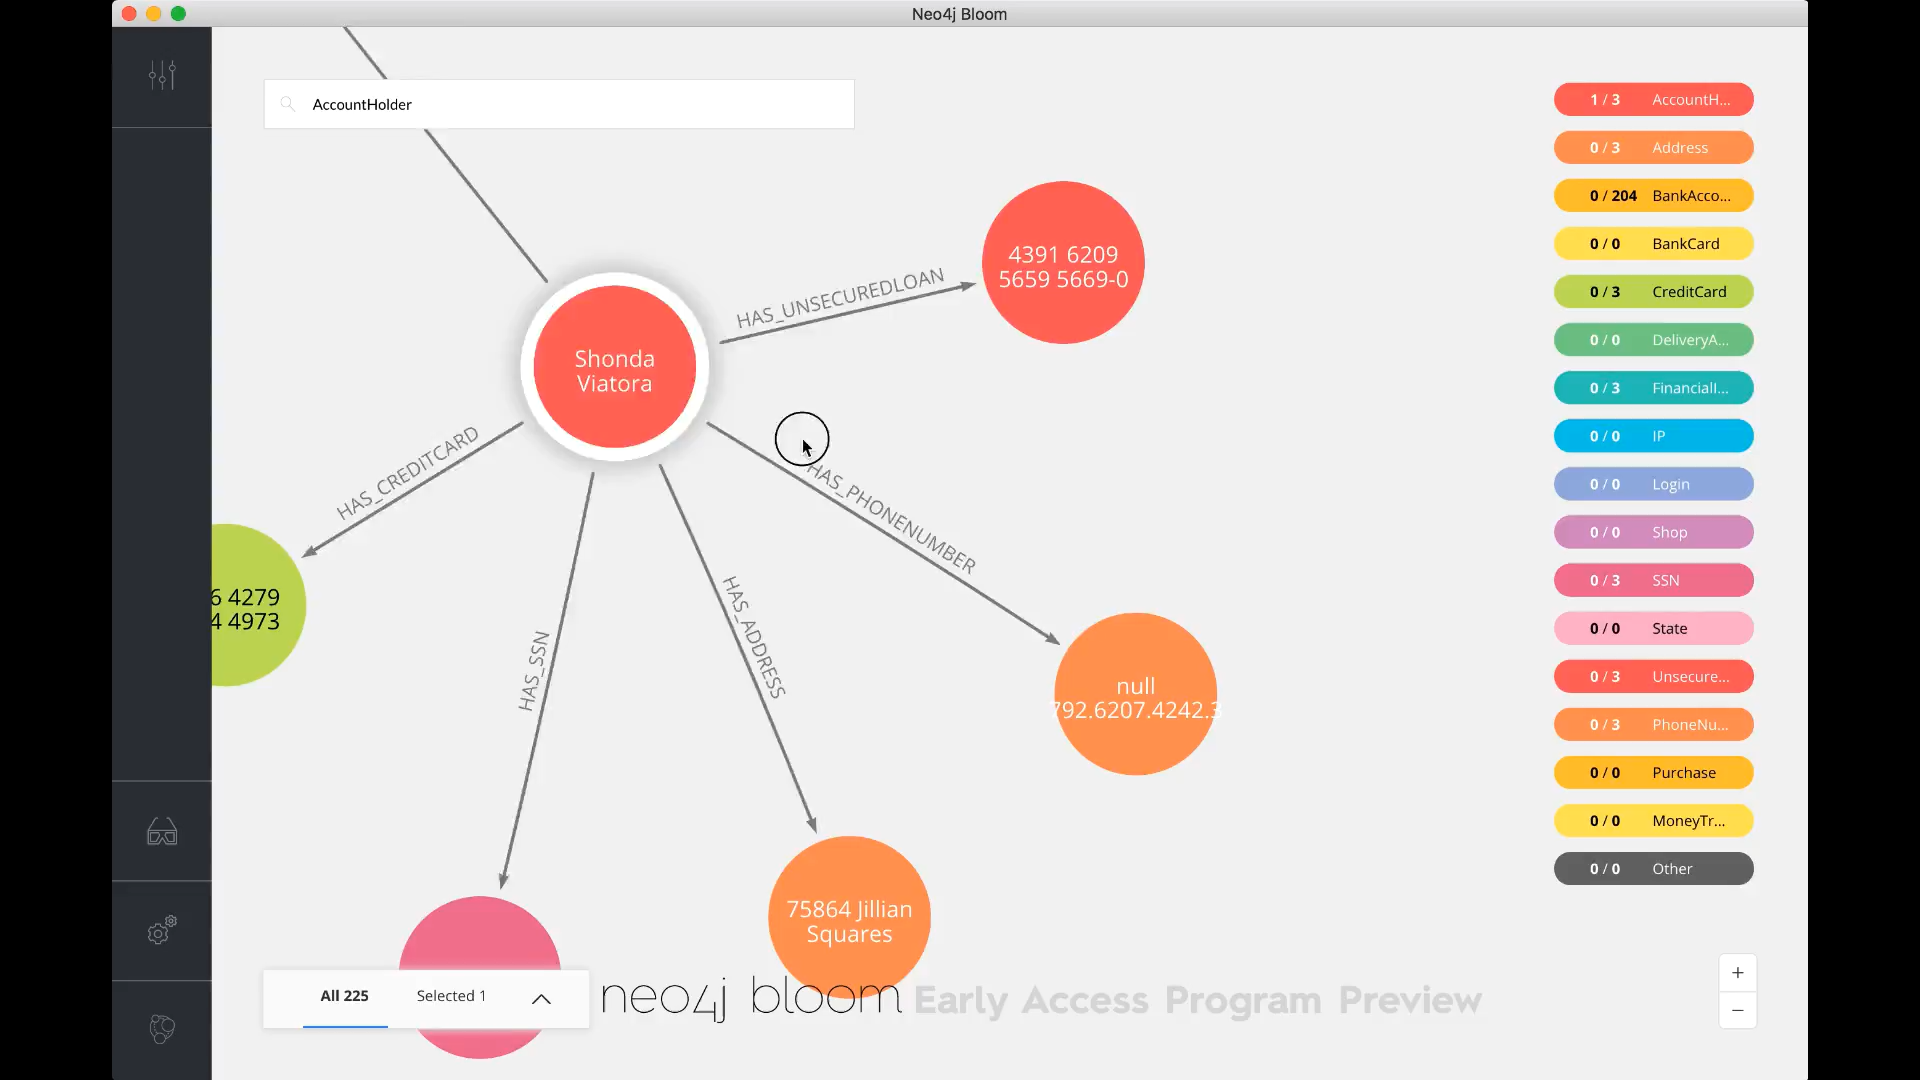 Neo4j Bloom
AccountHolder
1 / 3 AccountH...
0 / 3 Address
0 / 204 BankAcco...
0 / 0 BankCard
0 / 3 CreditCard
0 / 0 DeliveryA...
0 / 3 FinancialI...
0 / 0 IP
0 / 0 Login
0 / 0 Shop
0 / 3 SSN
0 / 0 State
0 / 3 Unsecure...
0 / 3 PhoneNu...
0 / 0 Purchase
0 / 0 MoneyTr...
0 / 0 Other
4391 6209
5659 5669-0
HAS_UNSECUREDLOAN
Shonda
Viatora
HAS_CREDITCARD
HAS_PHONENUMBER
6 4279
4 4973
HAS_SSN
HAS_ADDRESS
null
792.6207.4242.3
75864 Jillian
Squares
All 225 Selected 1
neo4j bloom Early Access Program Preview
+
−